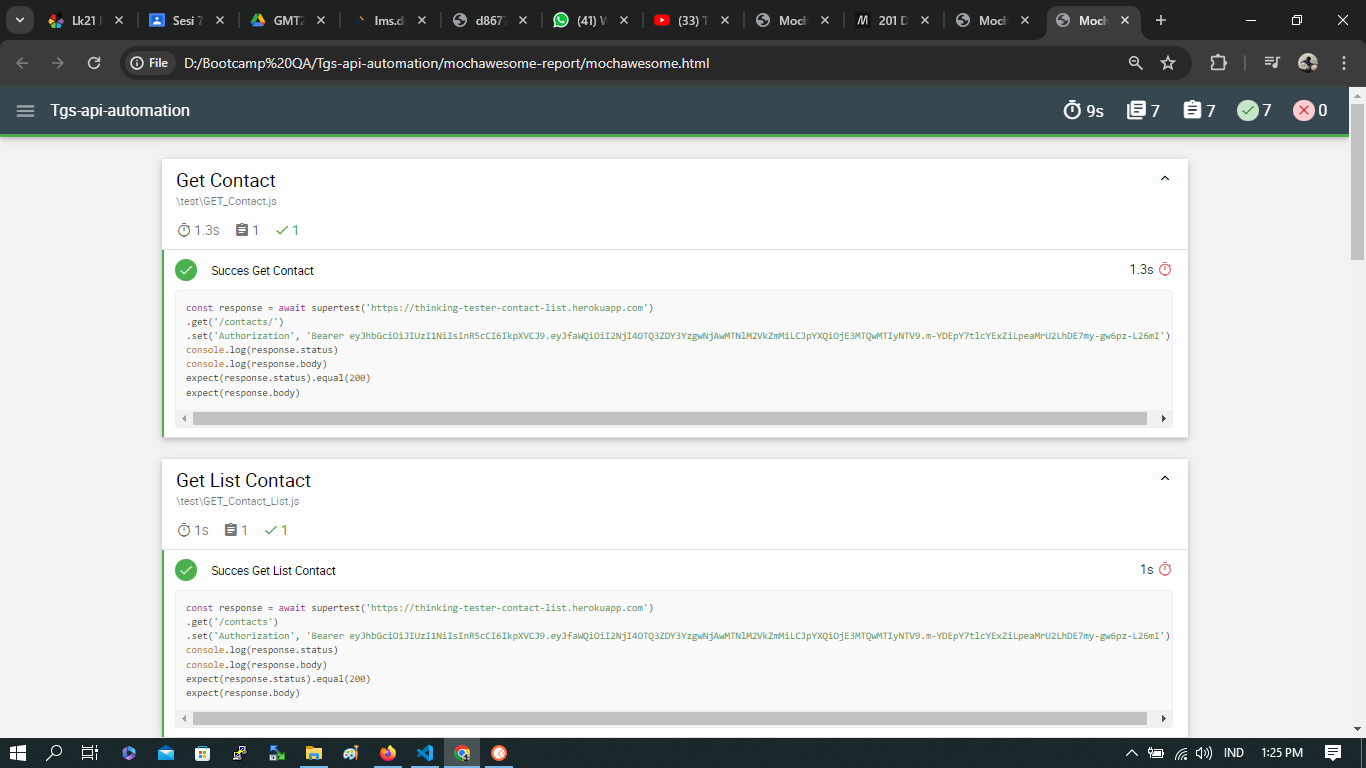 Lk21
Sesi 7
GMT2
lms.d
d867
(41) W
(33) T
Moch
201 D
Moch
Moch
File
D:/Bootcamp%20QA/Tgs-api-automation/mochawesome-report/mochawesome.html
Tgs-api-automation
9s
7
7
7
0
Get Contact
\test\GET_Contact.js
1.3s
1
1
Succes Get Contact
1.3s
const response = await supertest('https://thinking-tester-contact-list.herokuapp.com')
.get('/contacts/')
.set('Authorization', 'Bearer eyJhbGciOiJIUzI1NiIsInR5cCI6IkpXVCJ9.eyJfaWQiOiI2NjI4OTQ3ZDY3YzgwNjAwMTNlM2VkZmMiLCJpYXQiOjE3MTQwMTIyNTV9.m-YDEpY7tlcYExZiLpeaMrU2LhDE7my-gw6pz-L26mI')
console.log(response.status)
console.log(response.body)
expect(response.status).equal(200)
expect(response.body)
Get List Contact
\test\GET_Contact_List.js
1s
1
1
Succes Get List Contact
1s
const response = await supertest('https://thinking-tester-contact-list.herokuapp.com')
.get('/contacts')
.set('Authorization', 'Bearer eyJhbGciOiJIUzI1NiIsInR5cCI6IkpXVCJ9.eyJfaWQiOiI2NjI4OTQ3ZDY3YzgwNjAwMTNlM2VkZmMiLCJpYXQiOjE3MTQwMTIyNTV9.m-YDEpY7tlcYExZiLpeaMrU2LhDE7my-gw6pz-L26mI')
console.log(response.status)
console.log(response.body)
expect(response.status).equal(200)
expect(response.body)
IND
1:25 PM